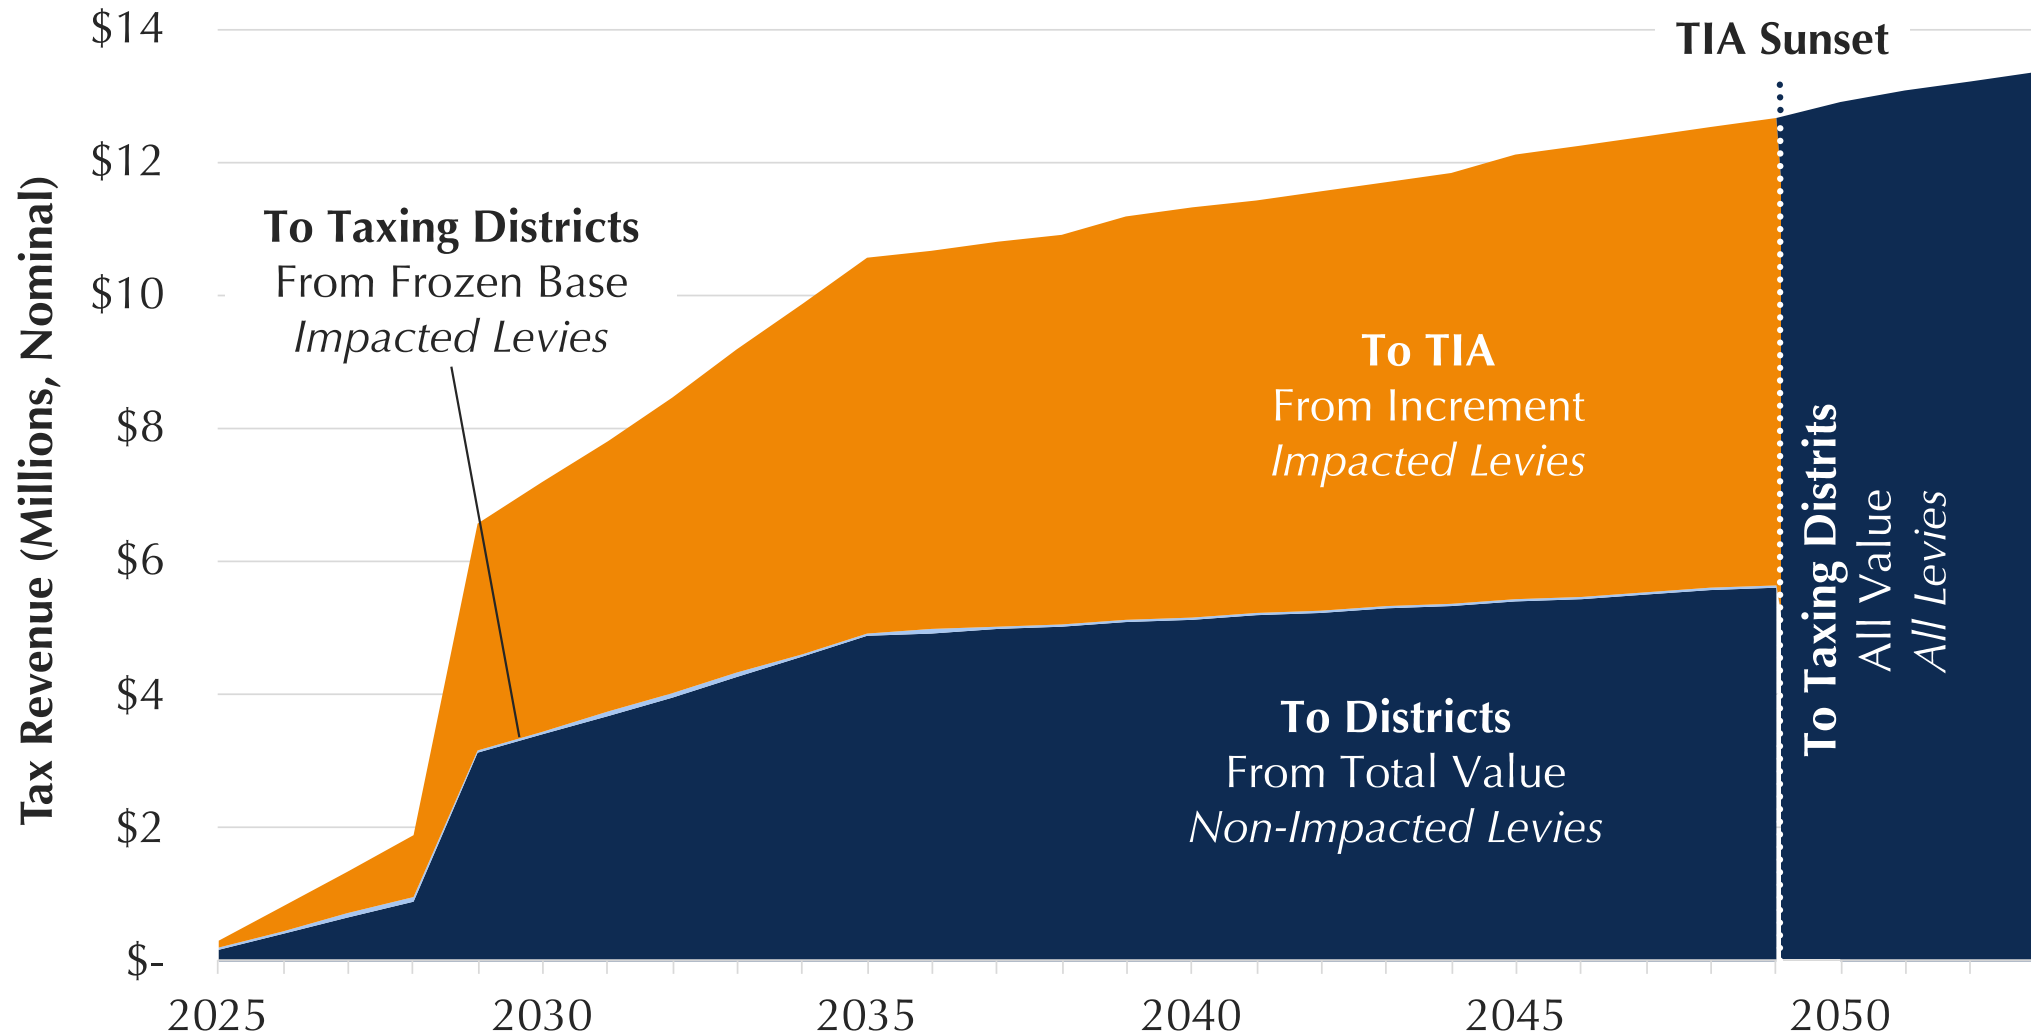 $14
TIA Sunset
$12
To Taxing Districts
From Frozen Base
Impacted Levies
$10
$8
$6
$4
$2
$-
Tax Revenue (Millions, Nominal)
To TIA
From Increment
Impacted Levies
To Districts
From Total Value
Non-Impacted Levies
To Taxing Distrits
All Value
All Levies
2025 2030 2035 2040 2045 2050